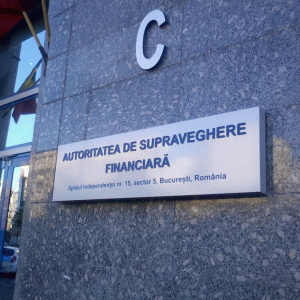 C
AUTORITATEA DE SUPRAVEGHERE
FINANCIARĂ
Splaiul Independenței nr. 15, sector 5, București, România